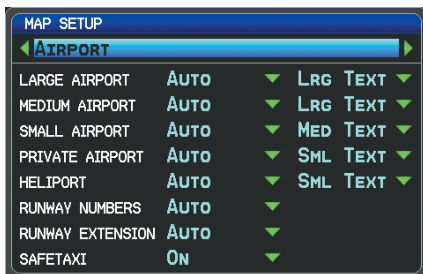 MAP SETUP
AIRPORT
LARGE AIRPORT AUTO LRG TEXT
MEDIUM AIRPORT AUTO LRG TEXT
SMALL AIRPORT AUTO MED TEXT
PRIVATE AIRPORT AUTO SML TEXT
HELIPORT AUTO SML TEXT
RUNWAY NUMBERS AUTO
RUNWAY EXTENSION AUTO
SAFETAXI ON